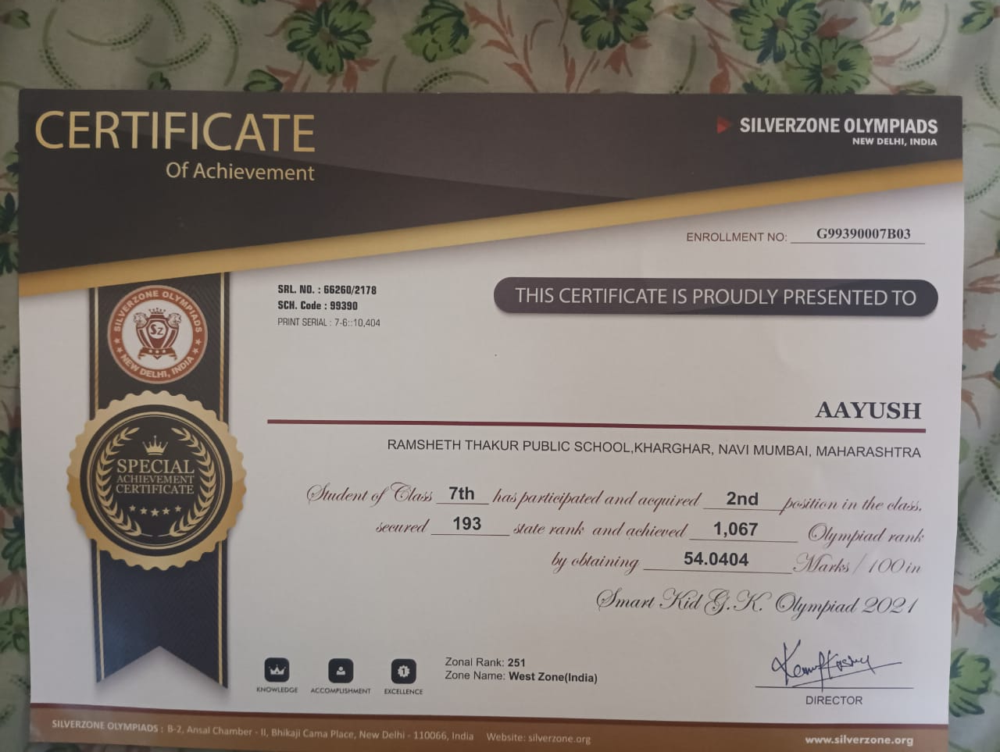 CERTIFICATE
Of Achievement
SILVERZONE OLYMPIADS
NEW DELHI, INDIA
ENROLLMENT NO: G99390007B03
SRL. NO. : 66260/2178
SCH. Code : 99390
PRINT SERIAL : 7-6::10,404
THIS CERTIFICATE IS PROUDLY PRESENTED TO
SILVERZONE OLYMPIADS
SZ
NEW DELHI, INDIA
SPECIAL
ACHIEVEMENT
CERTIFICATE
AAYUSH
RAMSHETH THAKUR PUBLIC SCHOOL,KHARGHAR, NAVI MUMBAI, MAHARASHTRA
Student of Class 7th has participated and acquired 2nd position in the class,
secured 193 state rank and achieved 1,067 Olympiad rank
by obtaining 54.0404 Marks / 100 in
Smart Kid G.K. Olympiad 2021
KNOWLEDGE
ACCOMPLISHMENT
1
EXCELLENCE
Zonal Rank: 251
Zone Name: West Zone(India)
DIRECTOR
SILVERZONE OLYMPIADS : B-2, Ansal Chamber - II, Bhikaji Cama Place, New Delhi - 110066, India Website: silverzone.org
www.silverzone.org